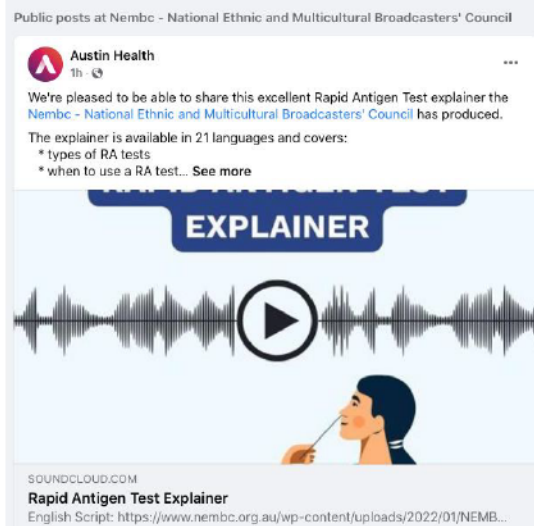 Public posts at Nembc - National Ethnic and Multicultural Broadcasters' Council
Austin Health
1h ·
We're pleased to be able to share this excellent Rapid Antigen Test explainer the
Nembc - National Ethnic and Multicultural Broadcasters' Council has produced.
The explainer is available in 21 languages and covers:
* types of RA tests
* when to use a RA test... See more
RAPID ANTIGEN TEST
EXPLAINER
SOUNDCLOUD.COM
Rapid Antigen Test Explainer
English Script: https://www.nembc.org.au/wp-content/uploads/2022/01/NEMB...